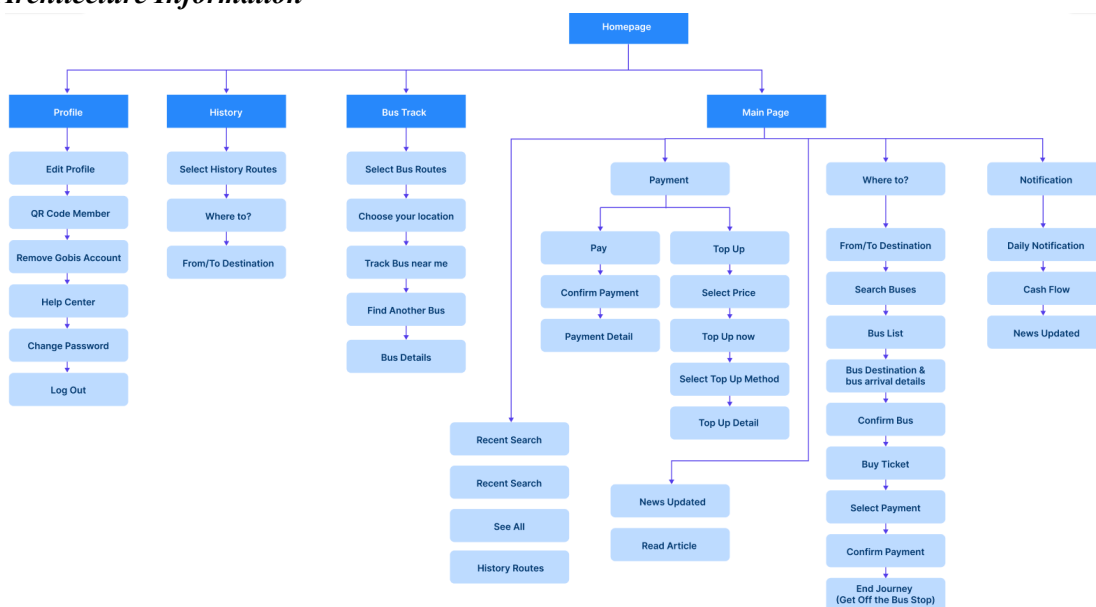 Architecture Information
Homepage
Profile
History
Bus Track
Main Page
Edit Profile
QR Code Member
Remove Gobis Account
Help Center
Change Password
Log Out
Select History Routes
Where to?
From/To Destination
Select Bus Routes
Choose your location
Track Bus near me
Find Another Bus
Bus Details
Recent Search
Recent Search
See All
History Routes
Payment
Pay
Confirm Payment
Payment Detail
Top Up
Select Price
Top Up now
Select Top Up Method
Top Up Detail
News Updated
Read Article
Where to?
From/To Destination
Search Buses
Bus List
Bus Destination &
bus arrival details
Confirm Bus
Buy Ticket
Select Payment
Confirm Payment
End Journey
(Get Off the Bus Stop)
Notification
Daily Notification
Cash Flow
News Updated